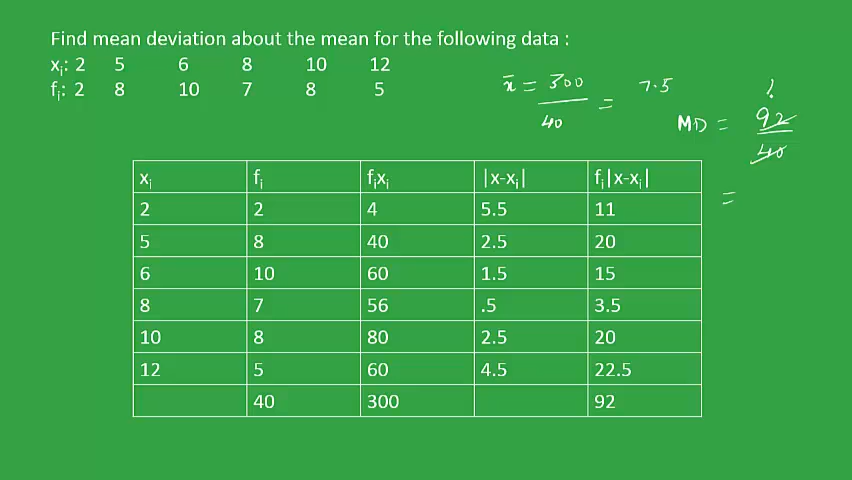 Find mean deviation about the mean for the following data :
xi: 2 5 6 8 10 12
fi: 2 8 10 7 8 5
x̄ = 300/40 = 7.5
MD = 92/40
=
xi fi fixi |x-xi| fi|x-xi|
2 2 4 5.5 11
5 8 40 2.5 20
6 10 60 1.5 15
8 7 56 .5 3.5
10 8 80 2.5 20
12 5 60 4.5 22.5
40 300 92